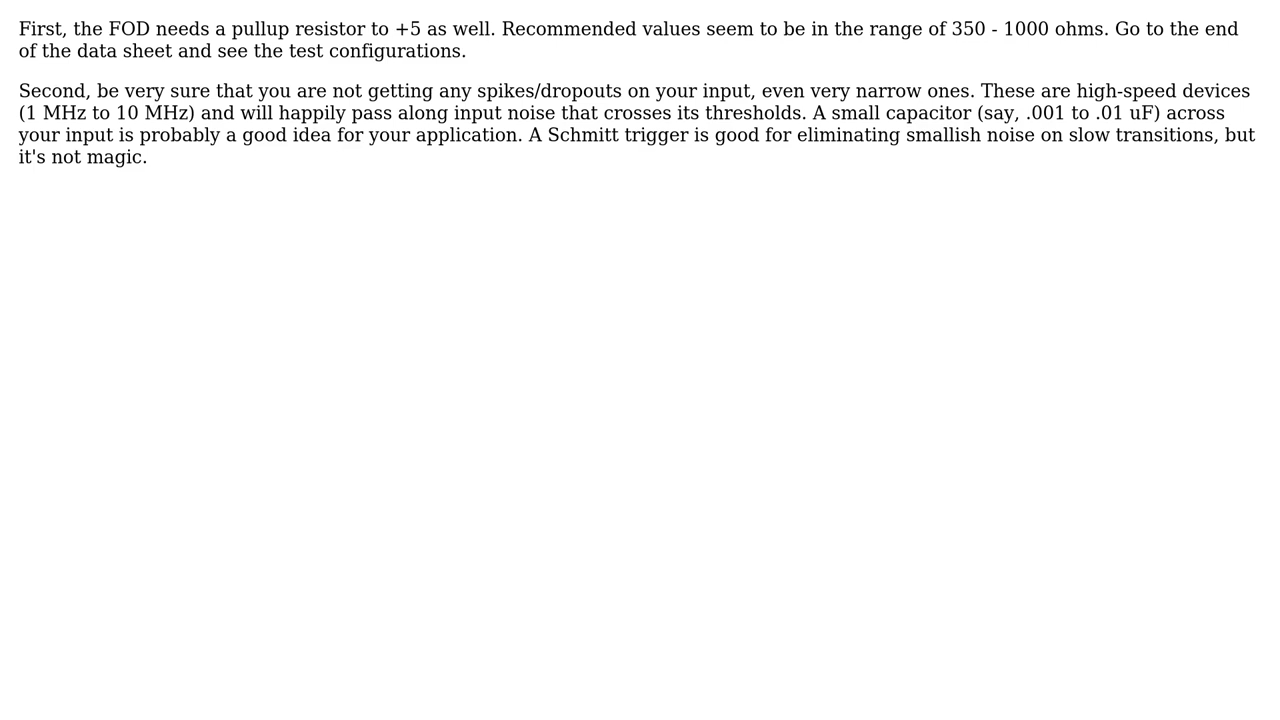 First, the FOD needs a pullup resistor to +5 as well. Recommended values seem to be in the range of 350 - 1000 ohms. Go to the end
of the data sheet and see the test configurations.
Second, be very sure that you are not getting any spikes/dropouts on your input, even very narrow ones. These are high-speed devices
(1 MHz to 10 MHz) and will happily pass along input noise that crosses its thresholds. A small capacitor (say, .001 to .01 uF) across
your input is probably a good idea for your application. A Schmitt trigger is good for eliminating smallish noise on slow transitions, but
it's not magic.